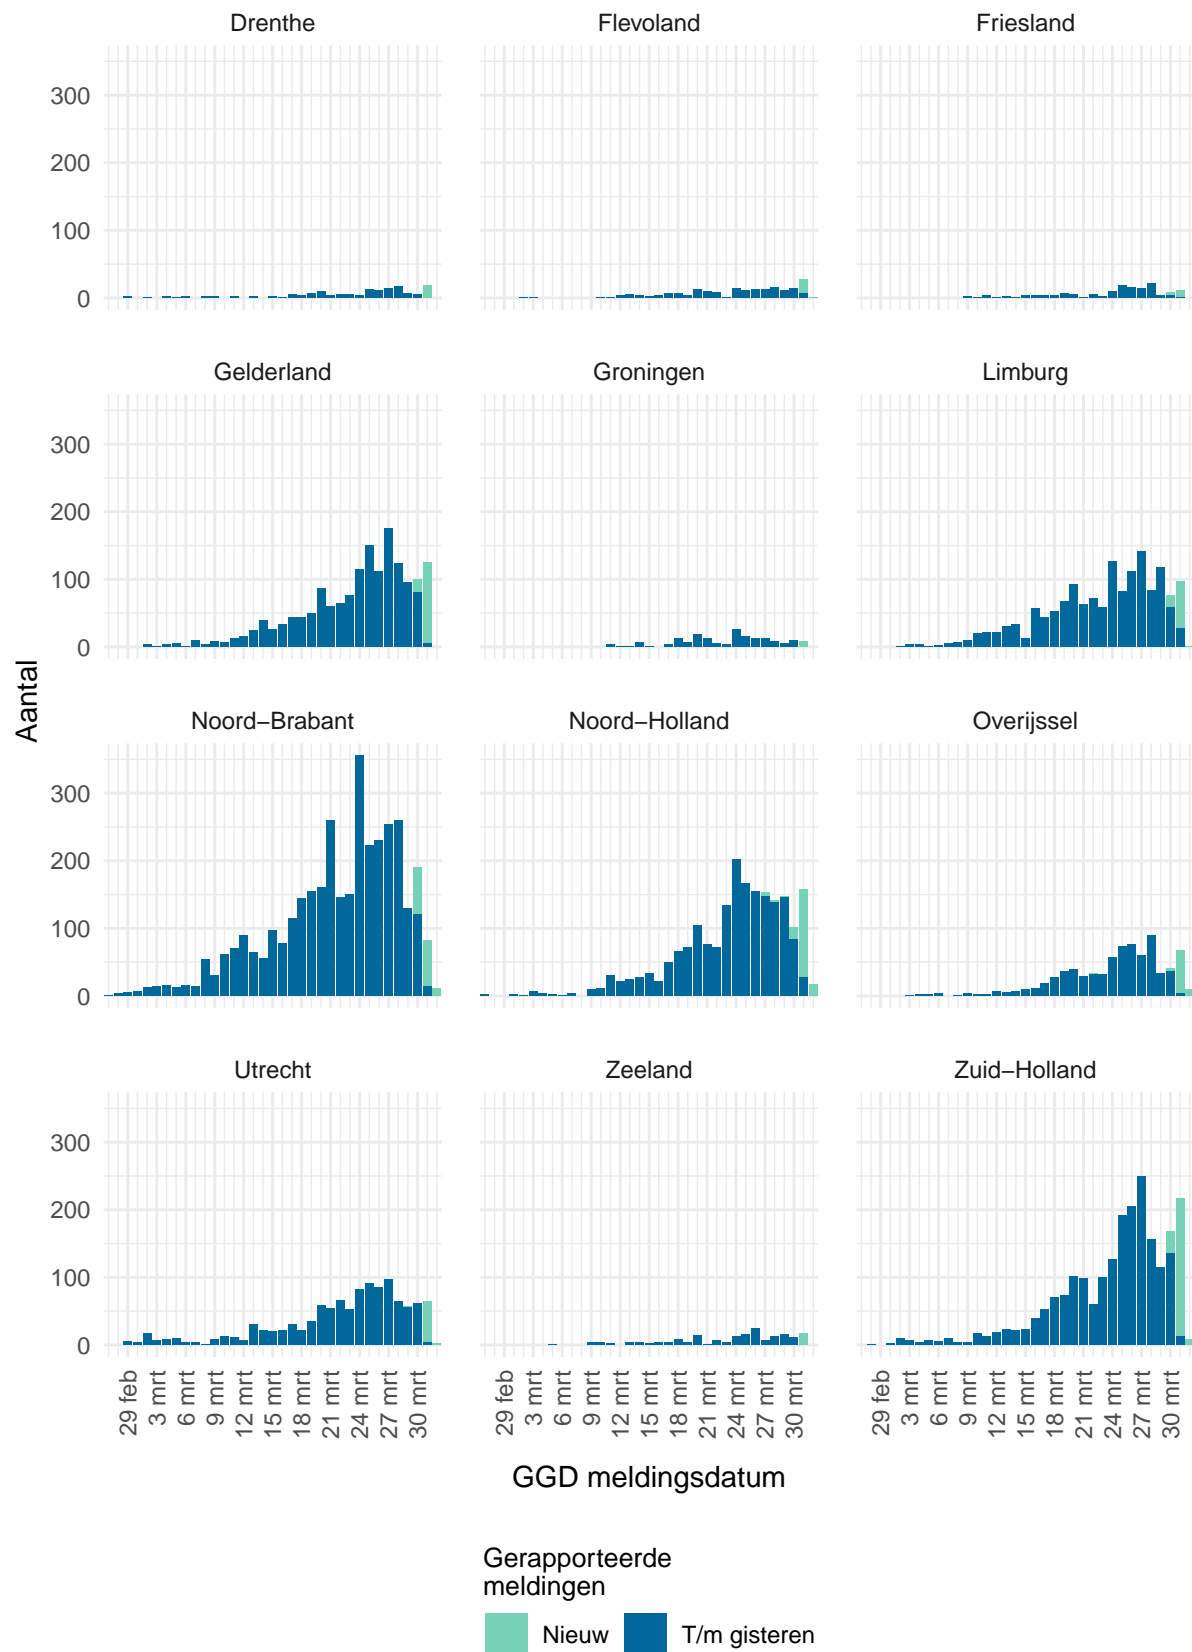 Drenthe Flevoland Friesland
300
200
100
0
Gelderland Groningen Limburg
300
200
100
0
Aantal
Noord−Brabant Noord−Holland Overijssel
300
200
100
0
Utrecht Zeeland Zuid−Holland
300
200
100
0
29 feb 3 mrt 6 mrt 9 mrt 12 mrt 15 mrt 18 mrt 21 mrt 24 mrt 27 mrt 30 mrt 29 feb 3 mrt 6 mrt 9 mrt 12 mrt 15 mrt 18 mrt 21 mrt 24 mrt 27 mrt 30 mrt 29 feb 3 mrt 6 mrt 9 mrt 12 mrt 15 mrt 18 mrt 21 mrt 24 mrt 27 mrt 30 mrt
GGD meldingsdatum
Gerapporteerde
meldingen
Nieuw T/m gisteren